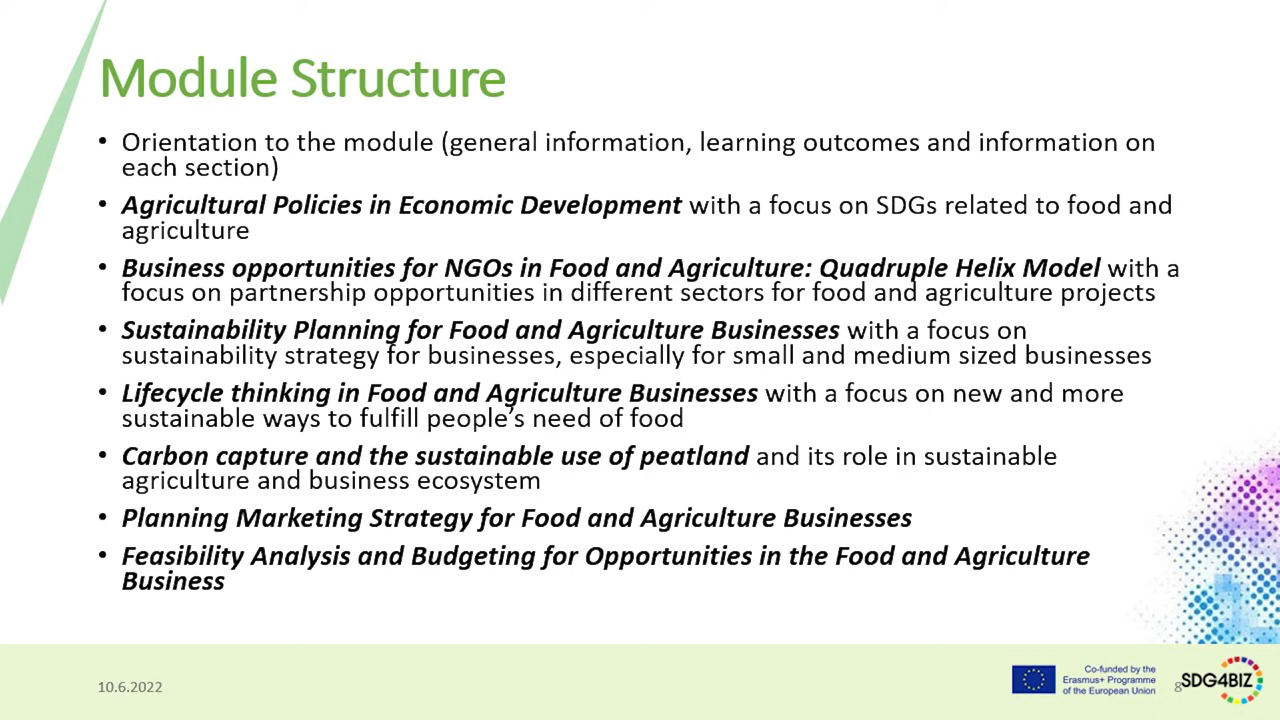 Module Structure
• Orientation to the module (general information, learning outcomes and information on
each section)
• Agricultural Policies in Economic Development with a focus on SDGs related to food and
agriculture
• Business opportunities for NGOs in Food and Agriculture: Quadruple Helix Model with a
focus on partnership opportunities in different sectors for food and agriculture projects
• Sustainability Planning for Food and Agriculture Businesses with a focus on
sustainability strategy for businesses, especially for small and medium sized businesses
• Lifecycle thinking in Food and Agriculture Businesses with a focus on new and more
sustainable ways to fulfill people’s need of food
• Carbon capture and the sustainable use of peatland and its role in sustainable
agriculture and business ecosystem
• Planning Marketing Strategy for Food and Agriculture Businesses
• Feasibility Analysis and Budgeting for Opportunities in the Food and Agriculture
Business
10.6.2022
Co-funded by the
Erasmus+ Programme
of the European Union
8
SDG4BIZ